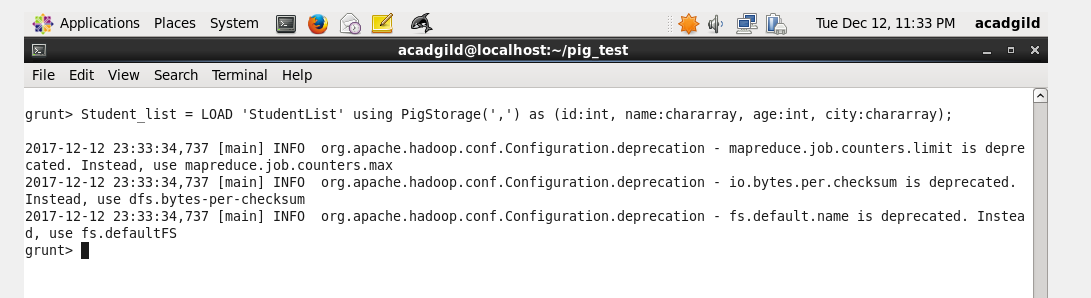 Applications Places System Tue Dec 12, 11:33 PM acadgild
acadgild@localhost:~/pig_test
File Edit View Search Terminal Help
grunt> Student_list = LOAD 'StudentList' using PigStorage(',') as (id:int, name:chararray, age:int, city:chararray);
2017-12-12 23:33:34,737 [main] INFO  org.apache.hadoop.conf.Configuration.deprecation - mapreduce.job.counters.limit is depre
cated. Instead, use mapreduce.job.counters.max
2017-12-12 23:33:34,737 [main] INFO  org.apache.hadoop.conf.Configuration.deprecation - io.bytes.per.checksum is deprecated.
Instead, use dfs.bytes-per-checksum
2017-12-12 23:33:34,737 [main] INFO  org.apache.hadoop.conf.Configuration.deprecation - fs.default.name is deprecated. Instea
d, use fs.defaultFS
grunt>